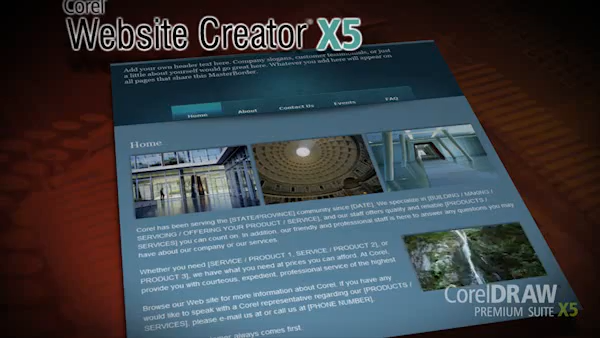 Corel
Website Creator® X5
Add your own header text here. Company slogans, customer testimonials, or just
a little about yourself would go great here. Whatever you add here will appear on
all pages that share this MasterBorder.
Home About Contact Us Events FAQ
Home
Corel has been serving the [STATE/PROVINCE] community since [DATE]. We specialize in [BUILDING / MAKING /
SERVICING / OFFERING YOUR PRODUCT / SERVICE], and our staff offers quality and reliable [PRODUCTS /
SERVICES] you can count on. In addition, our friendly and professional staff is here to answer any questions you may
have about our company or our services.
Whether you need [SERVICE / PRODUCT 1, SERVICE / PRODUCT 2], or
PRODUCT 3], we have what you need at prices you can afford. At Corel,
provide you with courteous, expedient, professional service of the highest
Browse our Web site for more information about Corel. If you have any
would like to speak with a Corel representative regarding our [PRODUCTS /
SERVICES], please e-mail us at or call us at [PHONE NUMBER].
always comes first.
CorelDRAW®
PREMIUM SUITE X5